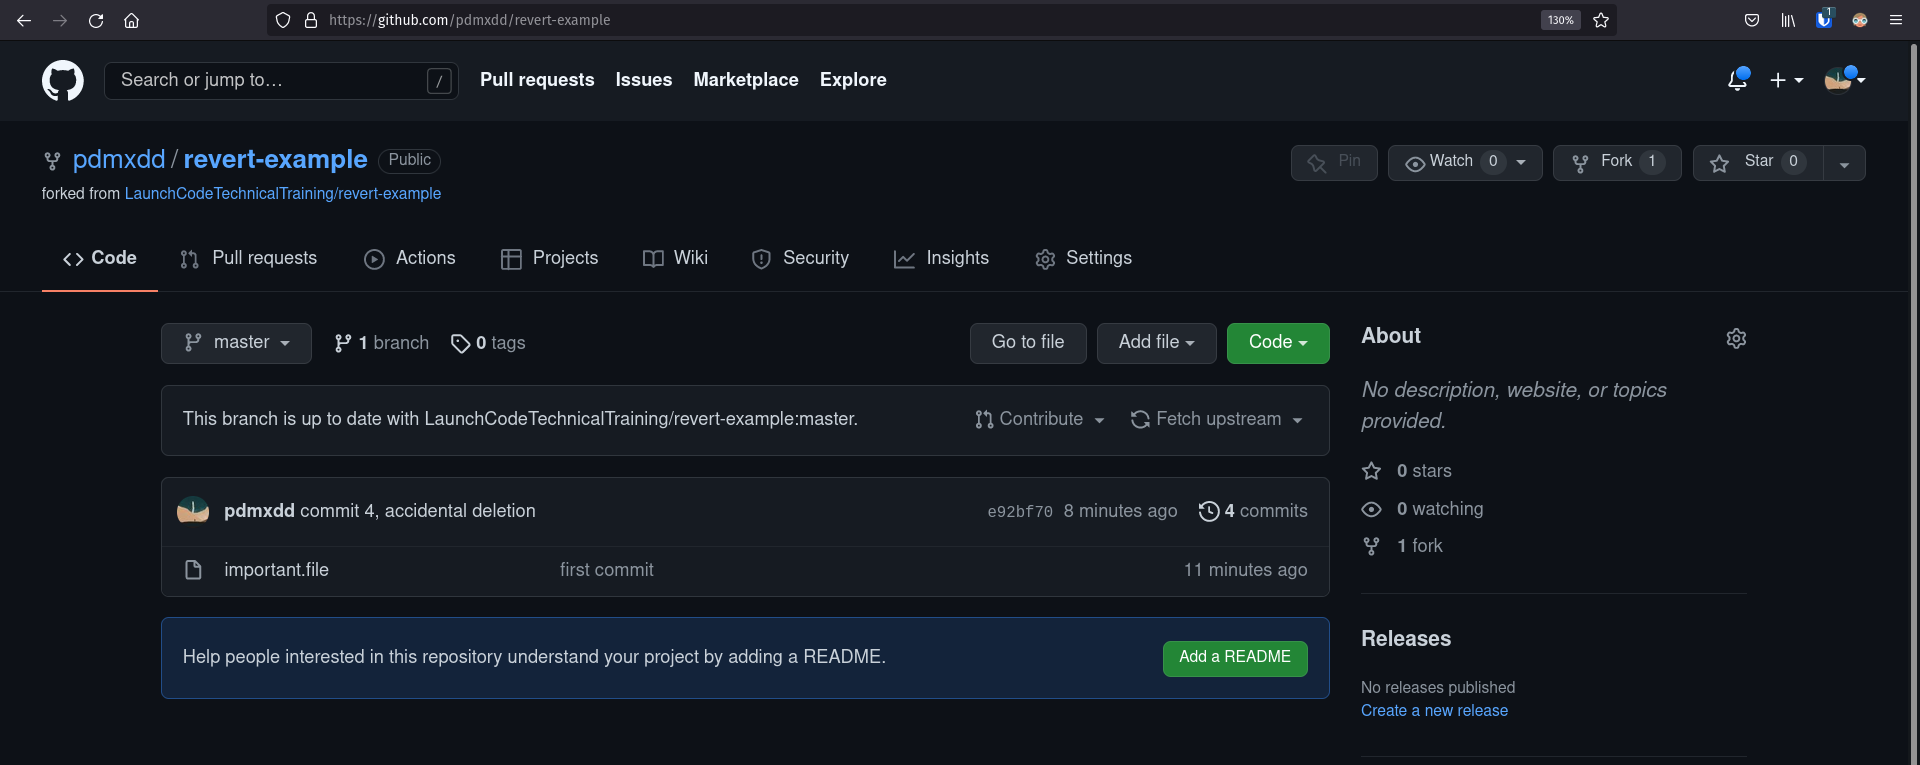 https://github.com/pdmxdd/revert-example
130%
1
Search or jump to…
/
Pull requests Issues Marketplace Explore
pdmxdd / revert-example Public
forked from LaunchCodeTechnicalTraining/revert-example
Pin
Watch 0
Fork 1
Star 0
Code Pull requests Actions Projects Wiki Security Insights Settings
master 1 branch 0 tags
Go to file Add file Code
This branch is up to date with LaunchCodeTechnicalTraining/revert-example:master.
Contribute Fetch upstream
pdmxdd commit 4, accidental deletion e92bf70 8 minutes ago 4 commits
important.file first commit 11 minutes ago
Help people interested in this repository understand your project by adding a README.
Add a README
About
No description, website, or topics
provided.
0 stars
0 watching
1 fork
Releases
No releases published
Create a new release